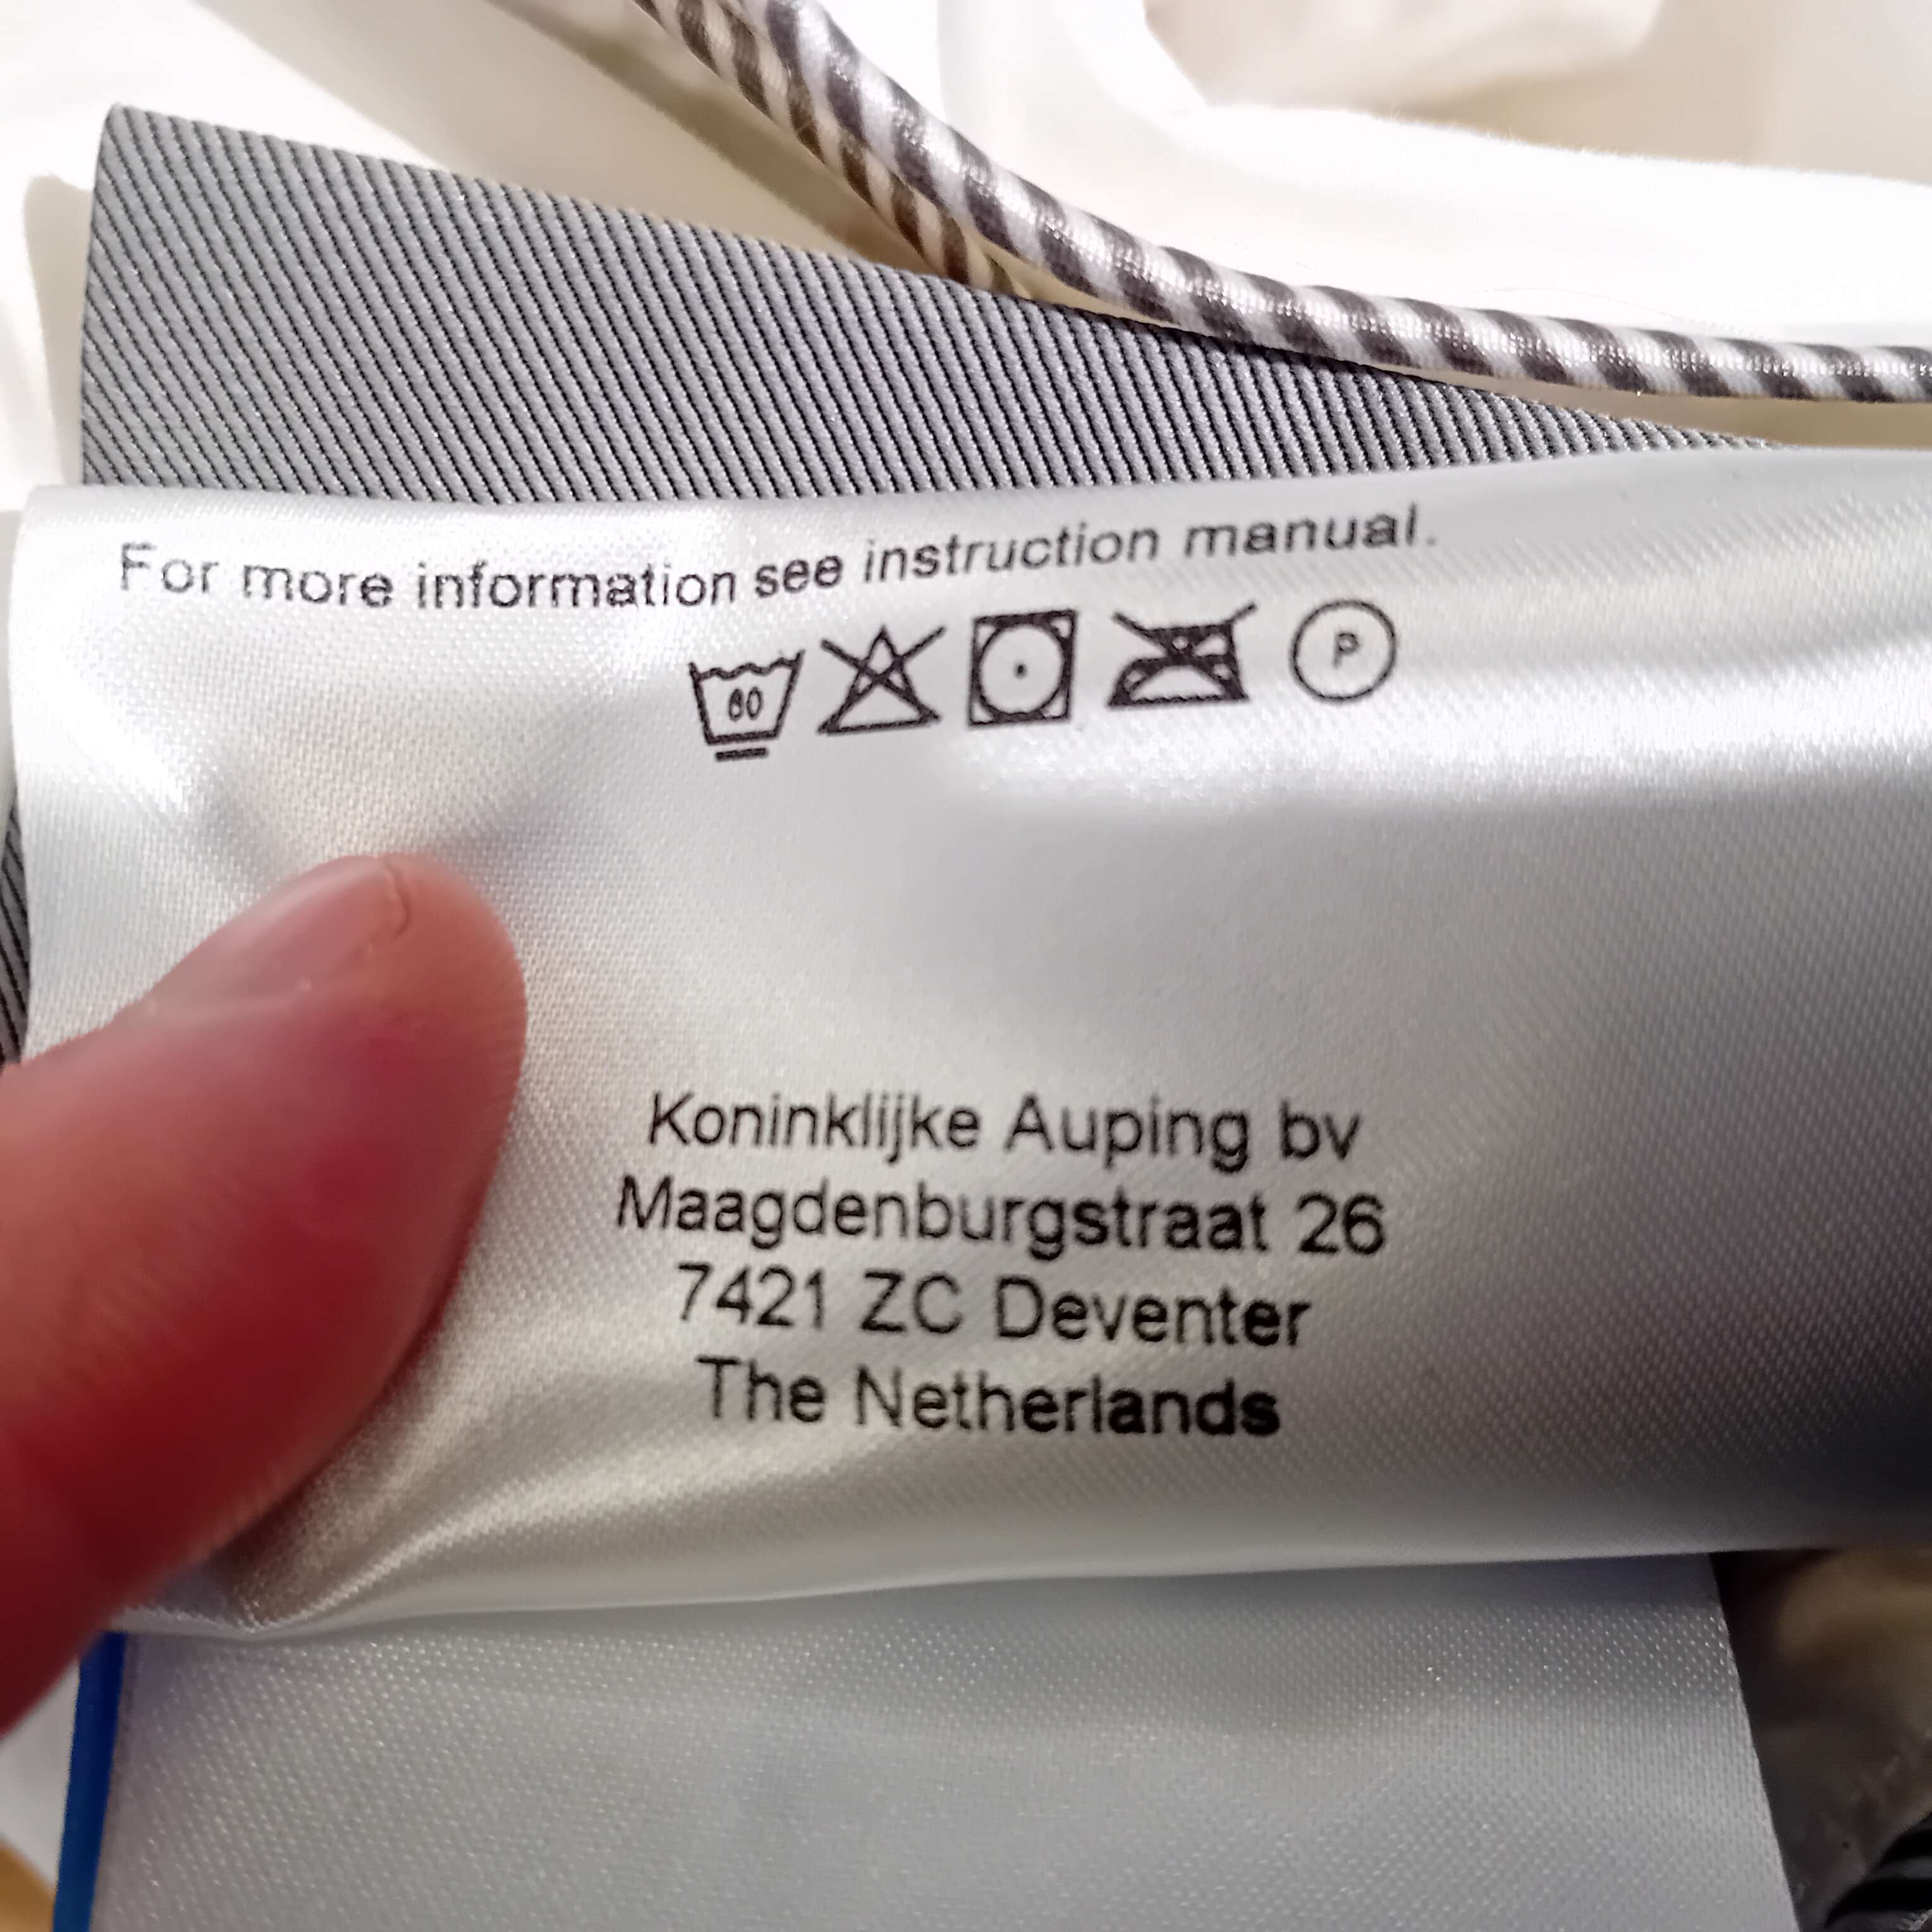 For more information see instruction manual.
60 P
Koninklijke Auping bv
Maagdenburgstraat 26
7421 ZC Deventer
The Netherlands